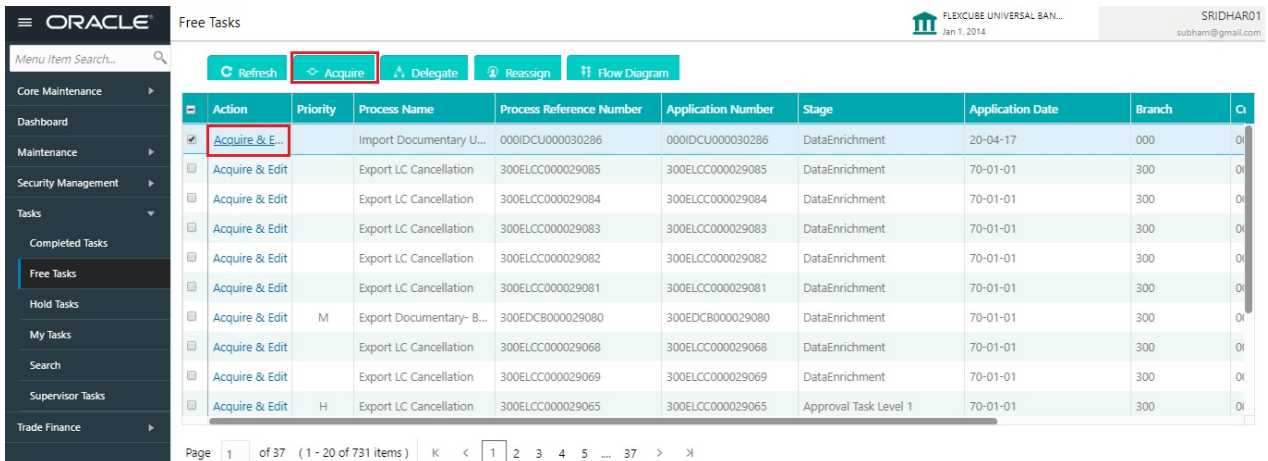 ORACLE
Free Tasks
FLEXCUBE UNIVERSAL BAN...
Jan 1, 2014
SRIDHAR01
subham@gmail.com
Menu Item Search...
Core Maintenance
Dashboard
Maintenance
Security Management
Tasks
Completed Tasks
Free Tasks
Hold Tasks
My Tasks
Search
Supervisor Tasks
Trade Finance
Refresh Acquire Delegate Reassign Flow Diagram
Action Priority Process Name Process Reference Number Application Number Stage Application Date Branch
Acquire & E... Import Documentary U... 000IDCU000030286 000IDCU000030286 DataEnrichment 20-04-17 000
Acquire & Edit Export LC Cancellation 300ELCC000029085 300ELCC000029085 DataEnrichment 70-01-01 300
Acquire & Edit Export LC Cancellation 300ELCC000029084 300ELCC000029084 DataEnrichment 70-01-01 300
Acquire & Edit Export LC Cancellation 300ELCC000029083 300ELCC000029083 DataEnrichment 70-01-01 300
Acquire & Edit Export LC Cancellation 300ELCC000029082 300ELCC000029082 DataEnrichment 70-01-01 300
Acquire & Edit Export LC Cancellation 300ELCC000029081 300ELCC000029081 DataEnrichment 70-01-01 300
Acquire & Edit M Export Documentary- B... 300EDCB000029080 300EDCB000029080 DataEnrichment 70-01-01 300
Acquire & Edit Export LC Cancellation 300ELCC000029068 300ELCC000029068 DataEnrichment 70-01-01 300
Acquire & Edit Export LC Cancellation 300ELCC000029069 300ELCC000029069 DataEnrichment 70-01-01 300
Acquire & Edit H Export LC Cancellation 300ELCC000029065 300ELCC000029065 Approval Task Level 1 70-01-01 300
Page 1 of 37 (1 - 20 of 731 items) 1 2 3 4 5 ... 37